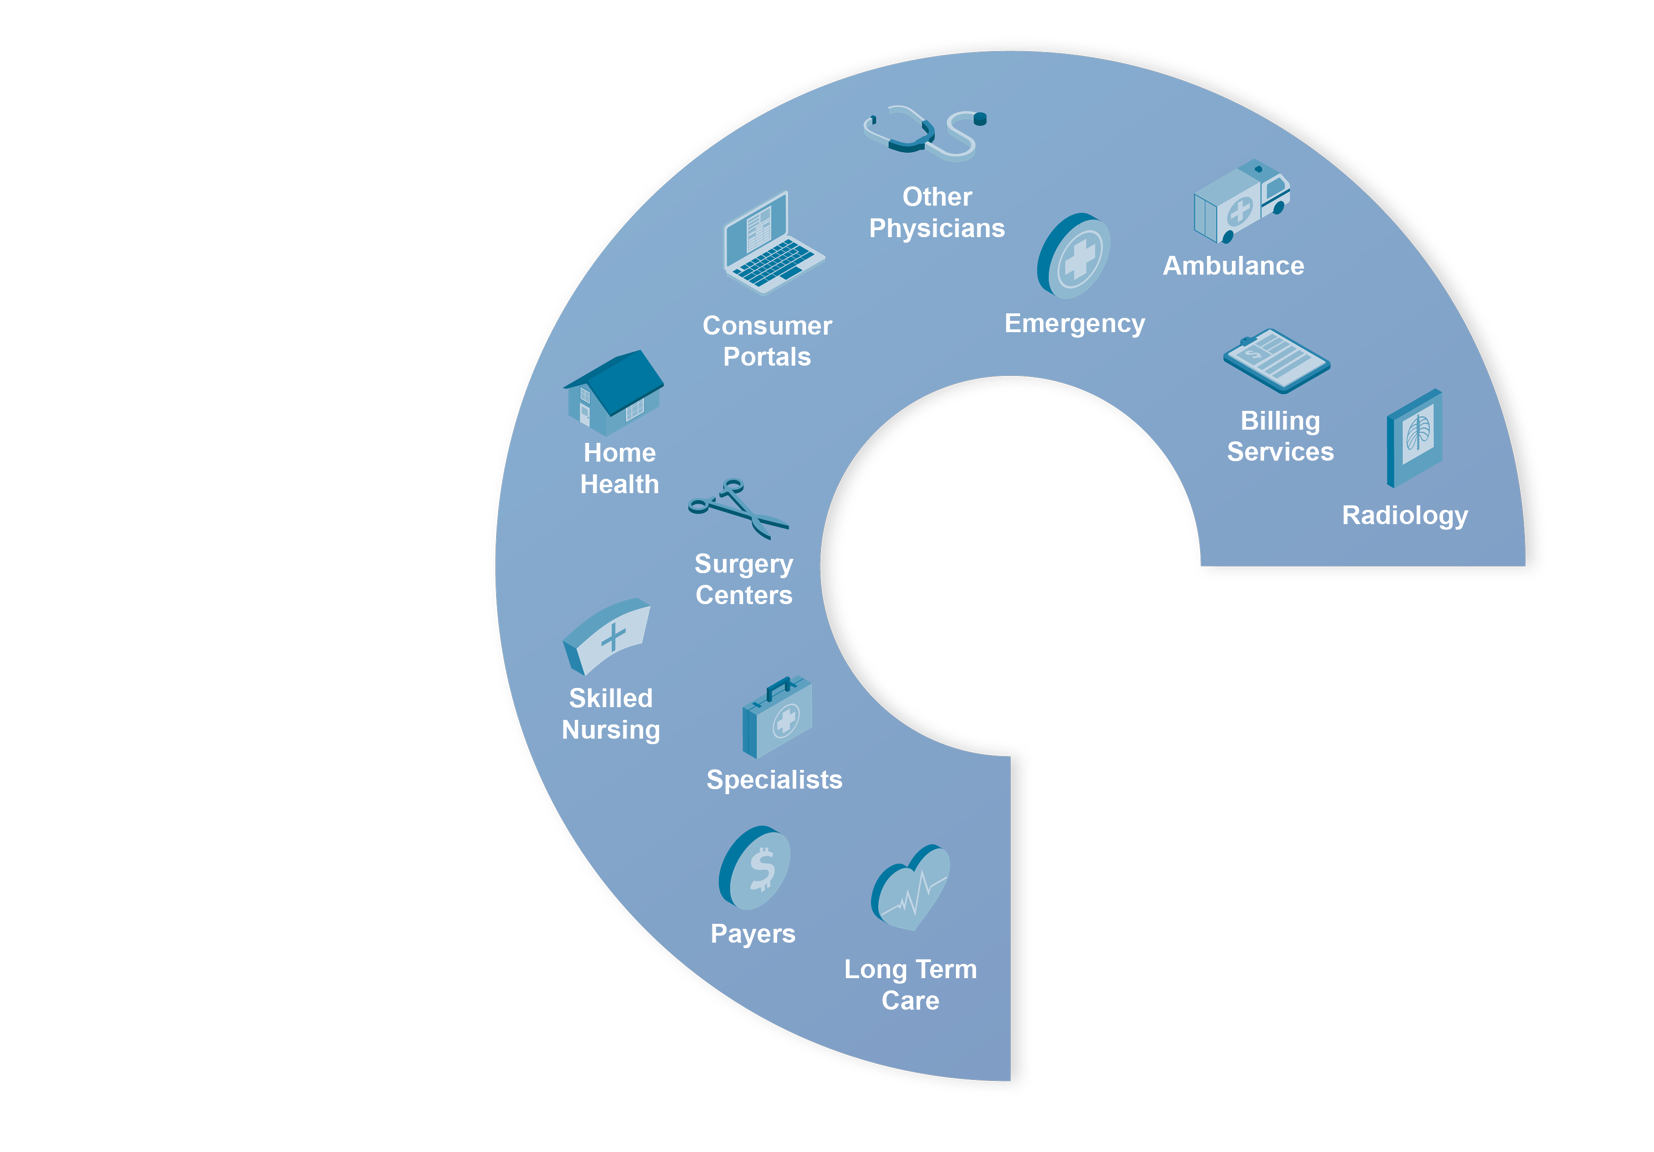 Other
Physicians
Ambulance
Emergency
Consumer
Portals
Billing
Services
Home
Health
Radiology
Surgery
Centers
Skilled
Nursing
Specialists
Payers
Long Term
Care